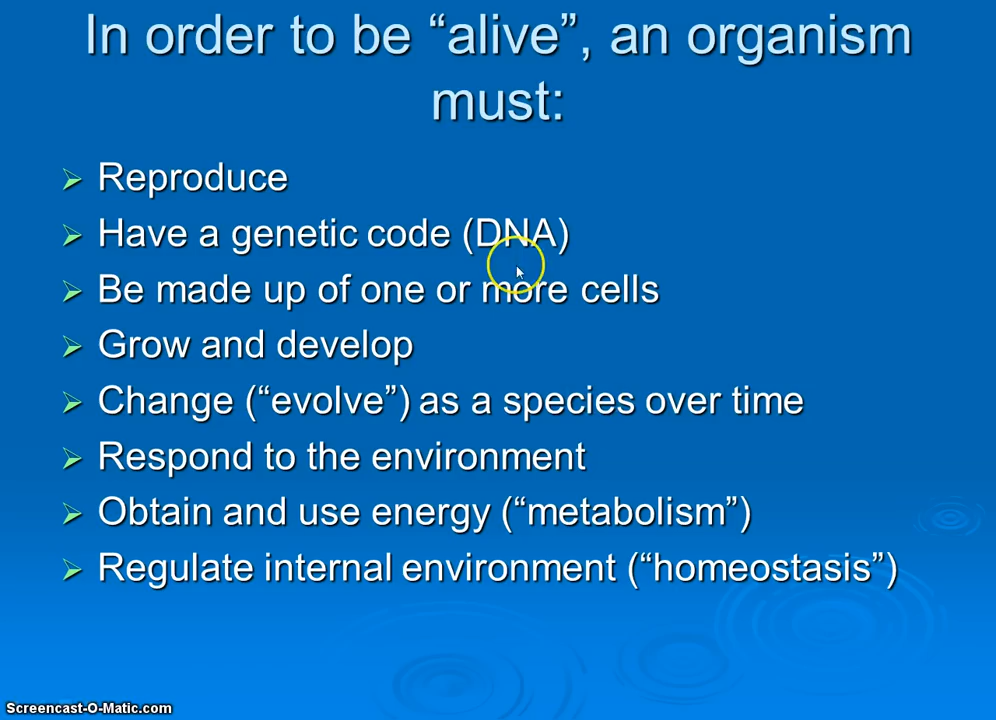 In order to be “alive”, an organism
must:
Reproduce
Have a genetic code (DNA)
Be made up of one or more cells
Grow and develop
Change (“evolve”) as a species over time
Respond to the environment
Obtain and use energy (“metabolism”)
Regulate internal environment (“homeostasis”)
Screencast-O-Matic.com